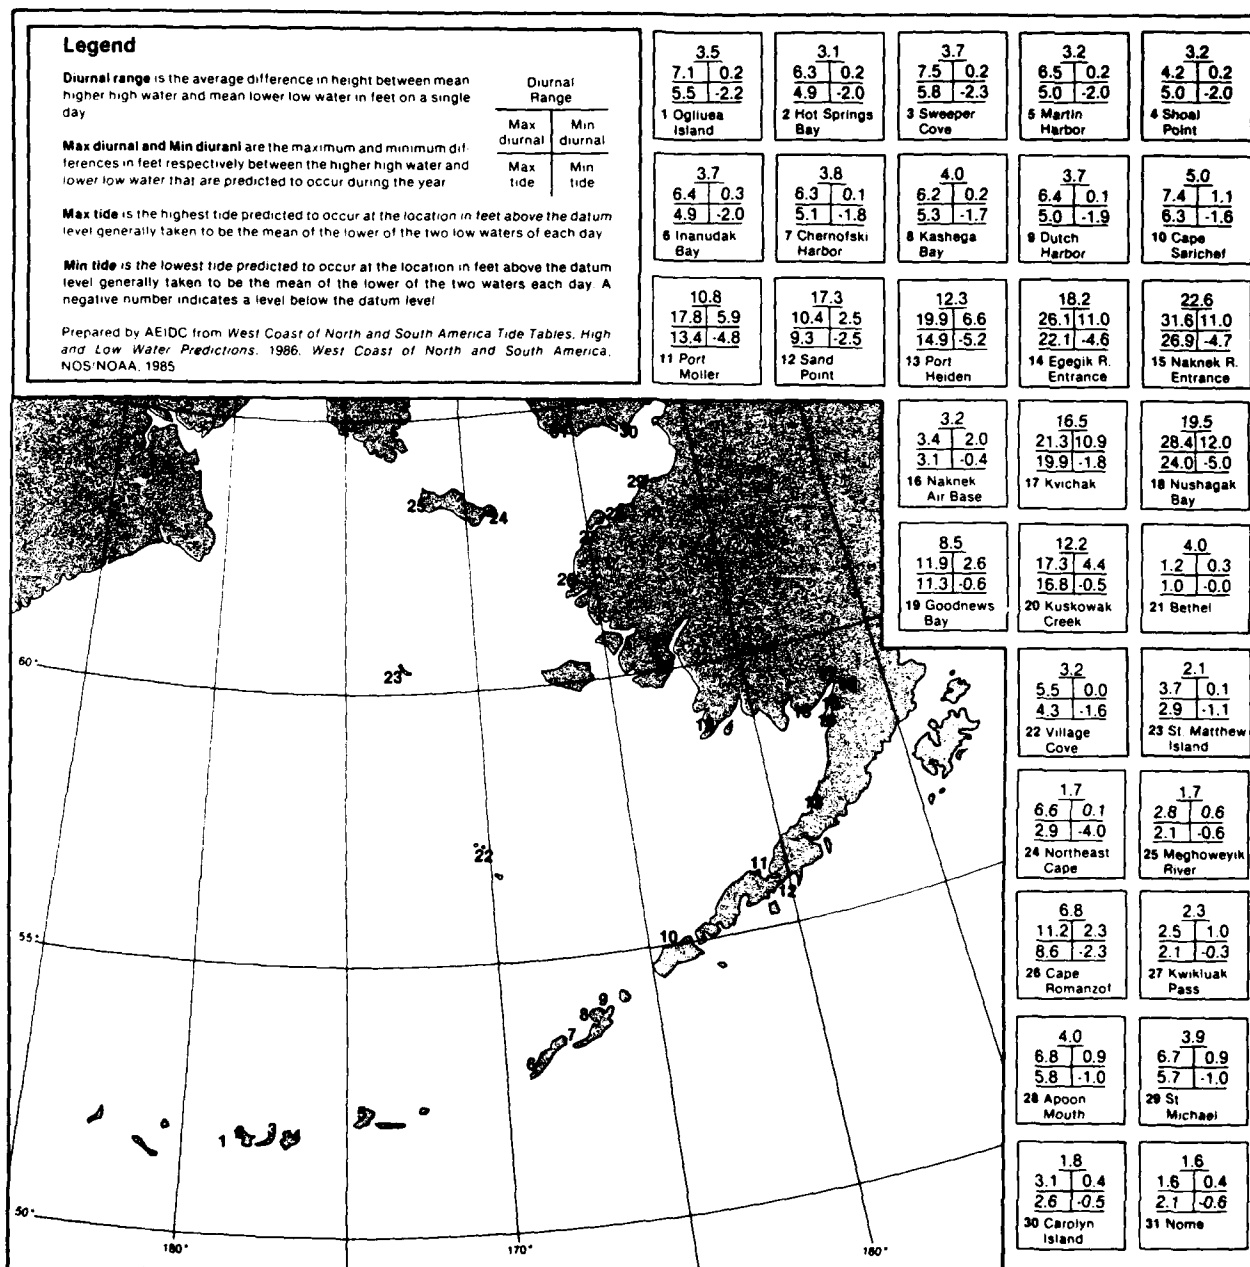 Legend
Diurnal range is the average difference in height between mean
higher high water and mean lower low water in feet on a single
day
Max diurnal and Min diuranl are the maximum and minimum dif-
ferences in feet respectively between the higher high water and
lower low water that are predicted to occur during the year
Max tide is the highest tide predicted to occur at the location in feet above the datum
level generally taken to be the mean of the lower of the two low waters of each day
Min tide is the lowest tide predicted to occur at the location in feet above the datum
level generally taken to be the mean of the lower of the two waters each day. A
negative number indicates a level below the datum level
Prepared by AEIDC from West Coast of North and South America Tide Tables, High
and Low Water Predictions. 1986. West Coast of North and South America,
NOS/NOAA. 1985
Diurnal
Range
Max diurnal Min diurnal
Max tide Min tide
3.5
7.1 0.2
5.5 -2.2
1 Ogliuga
Island
3.1
6.3 0.2
4.9 -2.0
2 Hot Springs
Bay
3.7
7.5 0.2
5.8 -2.3
3 Sweeper
Cove
3.2
6.5 0.2
5.0 -2.0
5 Martin
Harbor
3.2
4.2 0.2
5.0 -2.0
4 Shoal
Point
3.7
6.4 0.3
4.9 -2.0
6 Inanudak
Bay
3.8
6.3 0.1
5.1 -1.8
7 Chernofski
Harbor
4.0
6.2 0.2
5.3 -1.7
8 Kashega
Bay
3.7
6.4 0.1
5.0 -1.9
9 Dutch
Harbor
5.0
7.4 1.1
6.3 -1.6
10 Cape
Sarichef
10.8
17.8 5.9
13.4 -4.8
11 Port
Moller
17.3
10.4 2.5
9.3 -2.5
12 Sand
Point
12.3
19.9 6.6
14.9 -5.2
13 Port
Heiden
18.2
26.1 11.0
22.1 -4.6
14 Egegik R.
Entrance
22.6
31.6 11.0
26.9 -4.7
15 Naknek R.
Entrance
3.2
3.4 2.0
3.1 -0.4
16 Naknek
Air Base
16.5
21.3 10.9
19.9 -1.8
17 Kvichak
19.5
28.4 12.0
24.0 -5.0
18 Nushagak
Bay
8.5
11.9 2.6
11.3 -0.6
19 Goodnews
Bay
12.2
17.3 4.4
16.8 -0.5
20 Kuskowak
Creek
4.0
1.2 0.3
1.0 -0.0
21 Bethel
3.2
5.5 0.0
4.3 -1.6
22 Village
Cove
2.1
3.7 0.1
2.9 -1.1
23 St. Matthew
Island
1.7
6.6 0.1
2.9 -4.0
24 Northeast
Cape
1.7
2.8 0.6
2.1 -0.6
25 Meghoweyik
River
6.8
11.2 2.3
8.6 -2.3
26 Cape
Romanzof
2.3
2.5 1.0
2.1 -0.3
27 Kwikluak
Pass
4.0
6.8 0.9
5.8 -1.0
28 Apoon
Mouth
3.9
6.7 0.9
5.7 -1.0
29 St
Michael
1.8
3.1 0.4
2.6 -0.5
30 Carolyn
Island
1.6
1.6 0.4
2.1 -0.6
31 Nome
30
25
24
23
60°
22
11
12
10
55°
9
8
7
6
1
3
50°
180°
170°
160°